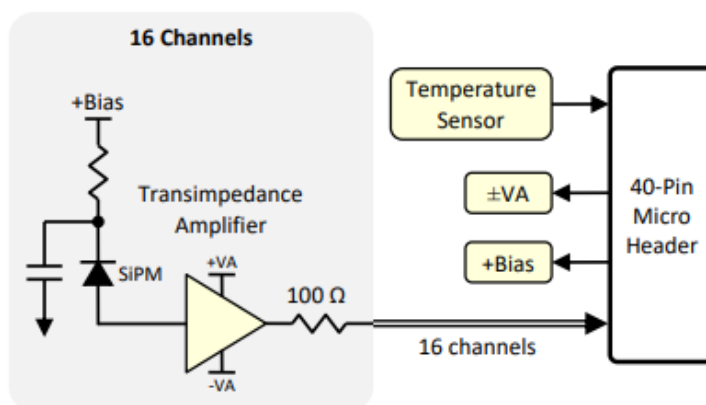 16 Channels
+Bias
Transimpedance
Amplifier
SiPM
+VA
-VA
100 Ω
16 channels
Temperature
Sensor
±VA
+Bias
40-Pin
Micro
Header